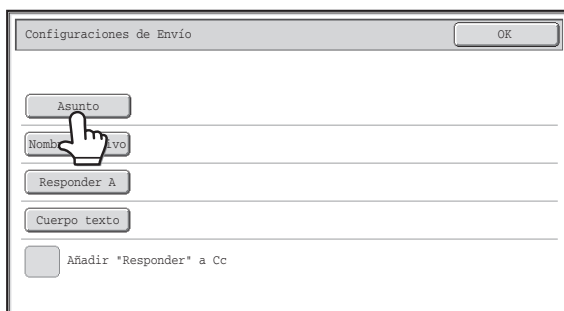 Configuraciones de Envío
OK
Asunto
Responder A
Cuerpo texto
Añadir "Responder" a Cc